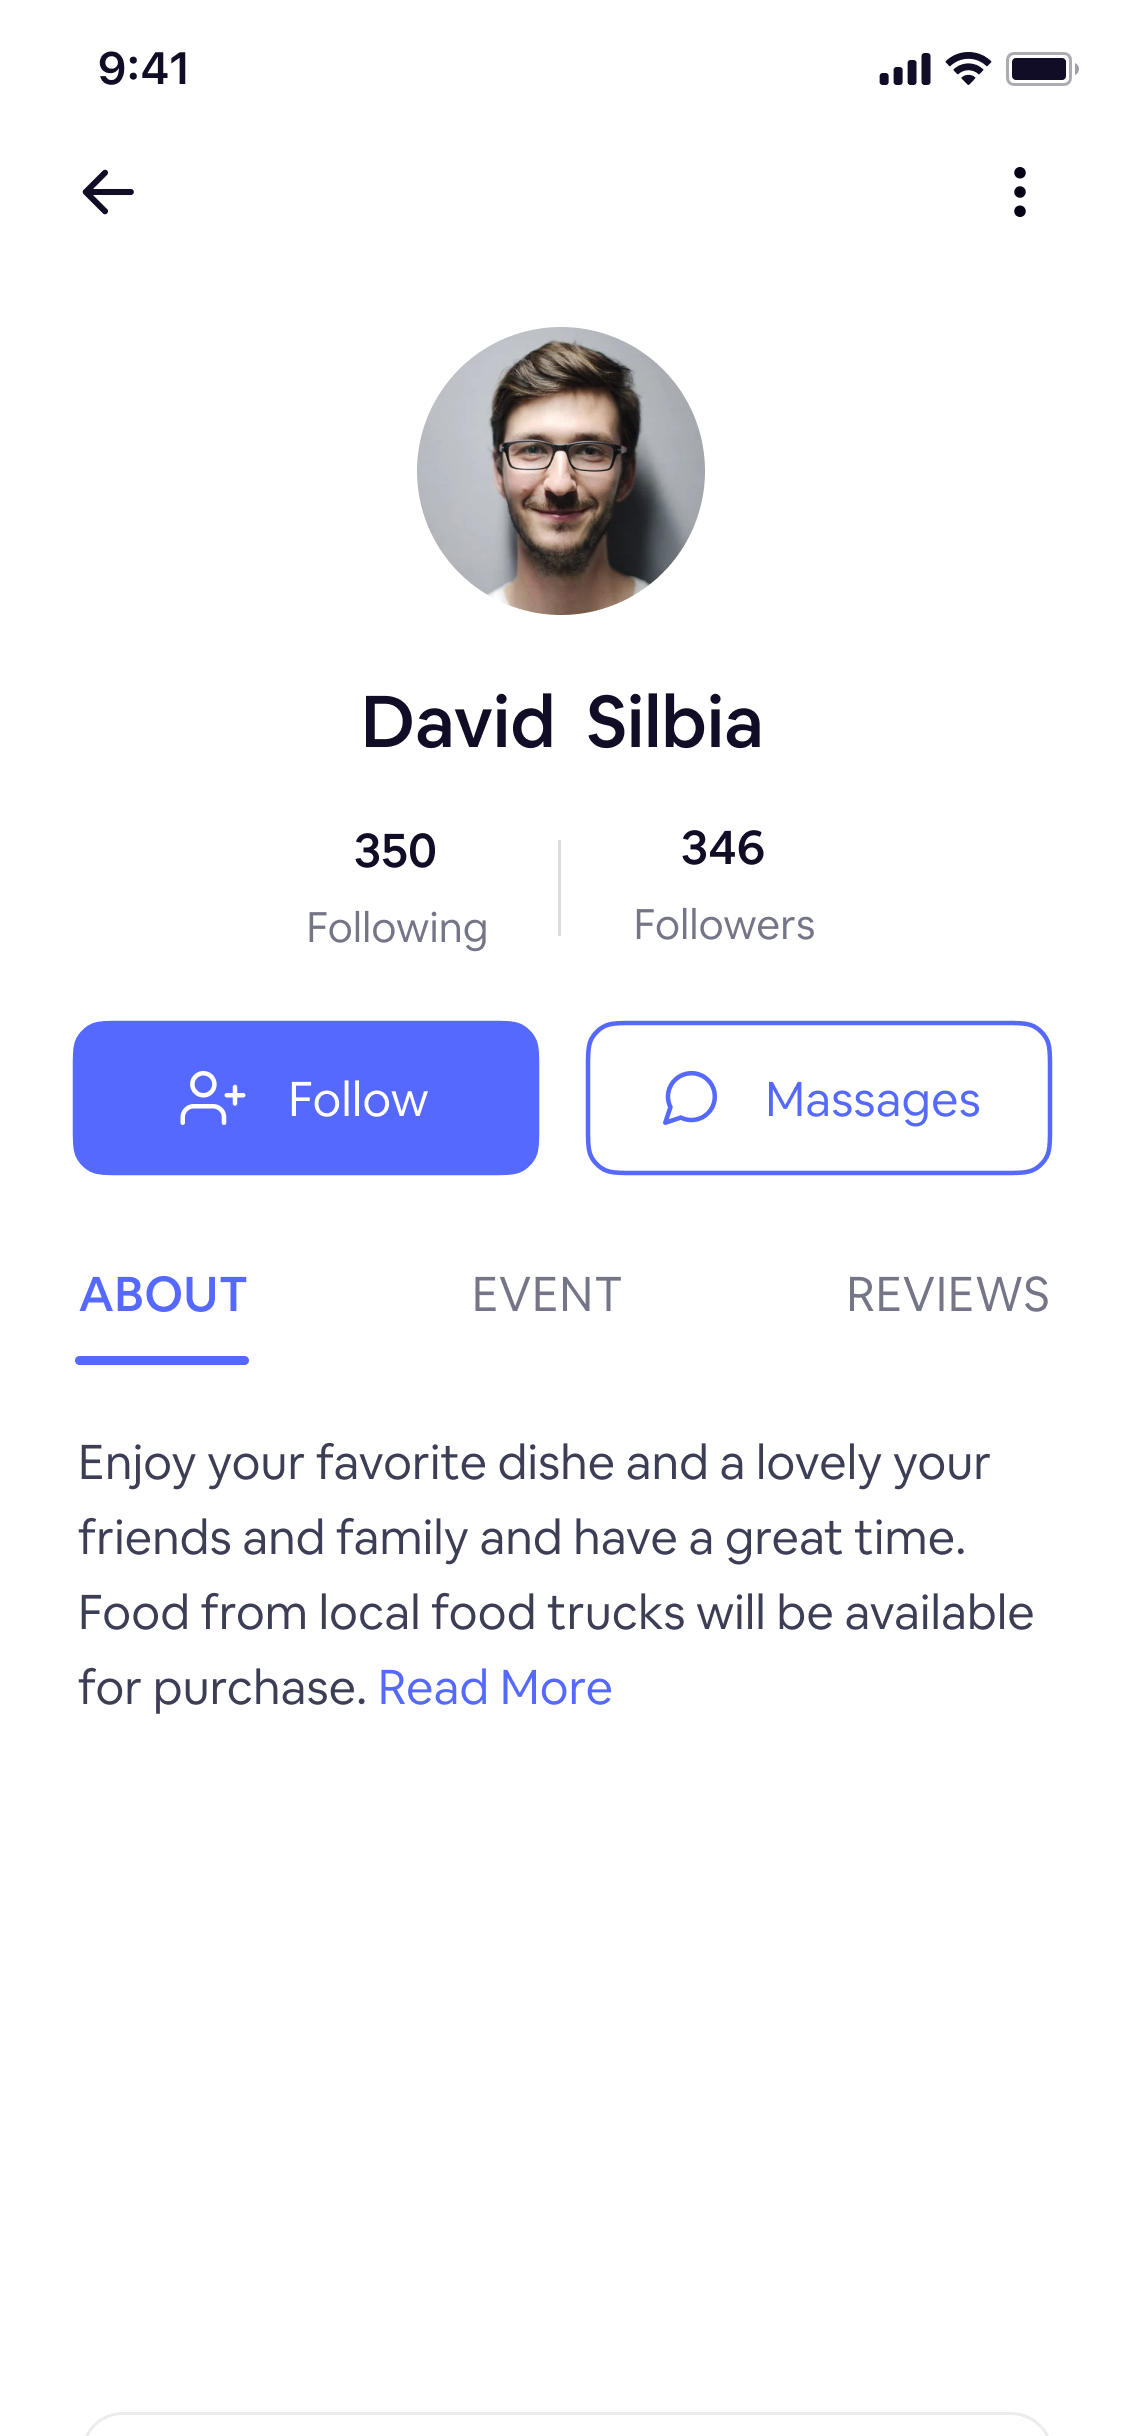 9:41
David Silbia
350
346
Following
Followers
Follow
Massages
ABOUT
EVENT
REVIEWS
Enjoy your favorite dishe and a lovely your
friends and family and have a great time.
Food from local food trucks will be available
for purchase. Read More